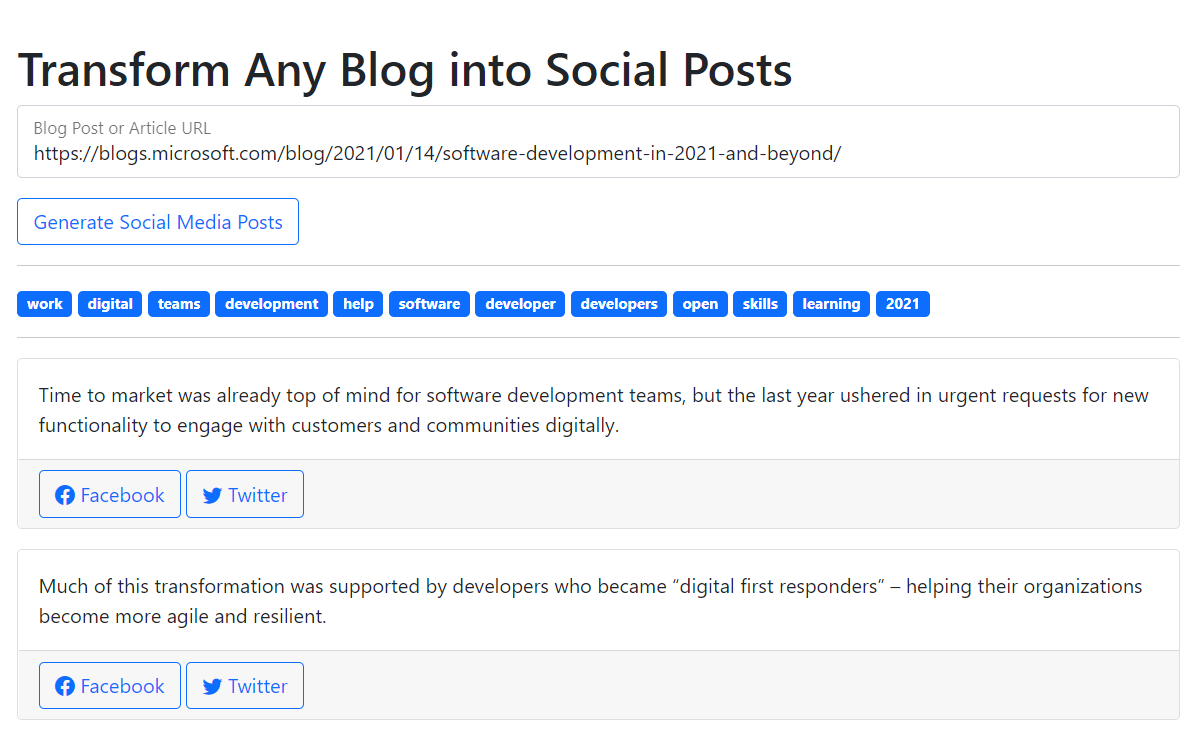 Transform Any Blog into Social Posts
Blog Post or Article URL
https://blogs.microsoft.com/blog/2021/01/14/software-development-in-2021-and-beyond/
Generate Social Media Posts
work digital teams development help software developer developers open skills learning 2021
Time to market was already top of mind for software development teams, but the last year ushered in urgent requests for new
functionality to engage with customers and communities digitally.
Facebook Twitter
Much of this transformation was supported by developers who became “digital first responders” – helping their organizations
become more agile and resilient.
Facebook Twitter